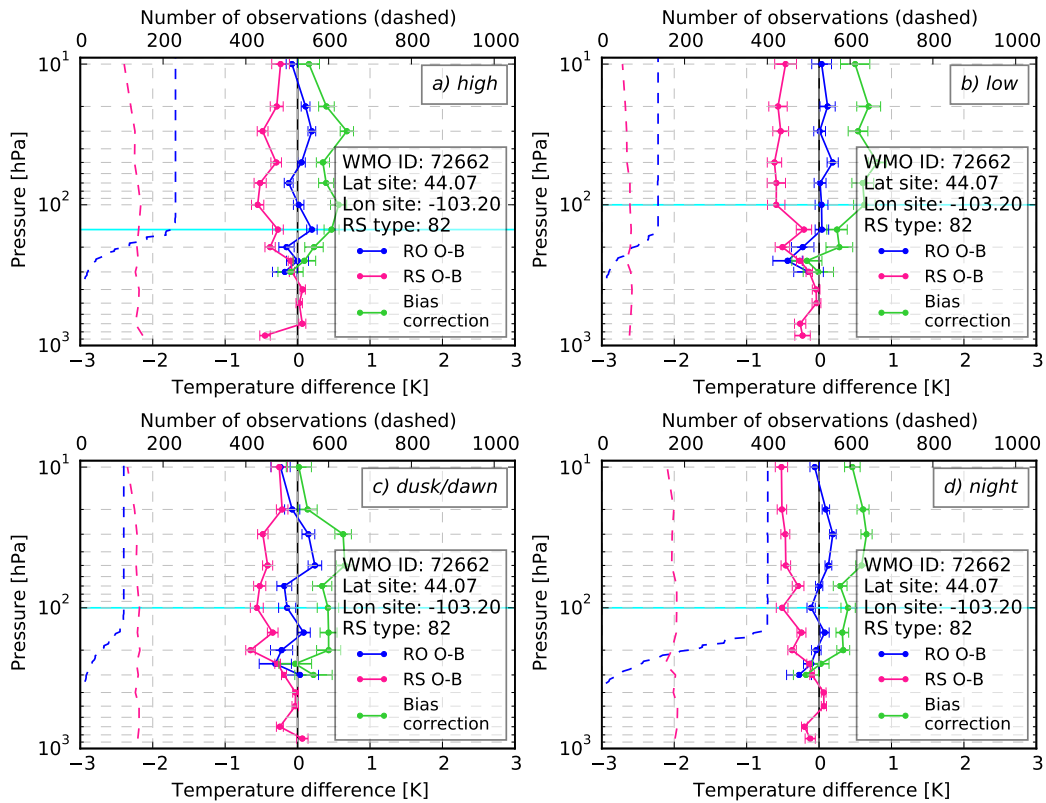 Number of observations (dashed)
0 200 400 600 800 1000
10^1
10^2
10^3
Pressure [hPa]
a) high
WMO ID: 72662
Lat site: 44.07
Lon site: -103.20
RS type: 82
RO O-B
RS O-B
Bias
correction
−3 −2 −1 0 1 2 3
Temperature difference [K]
Number of observations (dashed)
0 200 400 600 800 1000
10^1
10^2
10^3
Pressure [hPa]
b) low
WMO ID: 72662
Lat site: 44.07
Lon site: -103.20
RS type: 82
RO O-B
RS O-B
Bias
correction
−3 −2 −1 0 1 2 3
Temperature difference [K]
Number of observations (dashed)
0 200 400 600 800 1000
10^1
10^2
10^3
Pressure [hPa]
c) dusk/dawn
WMO ID: 72662
Lat site: 44.07
Lon site: -103.20
RS type: 82
RO O-B
RS O-B
Bias
correction
−3 −2 −1 0 1 2 3
Temperature difference [K]
Number of observations (dashed)
0 200 400 600 800 1000
10^1
10^2
10^3
Pressure [hPa]
d) night
WMO ID: 72662
Lat site: 44.07
Lon site: -103.20
RS type: 82
RO O-B
RS O-B
Bias
correction
−3 −2 −1 0 1 2 3
Temperature difference [K]